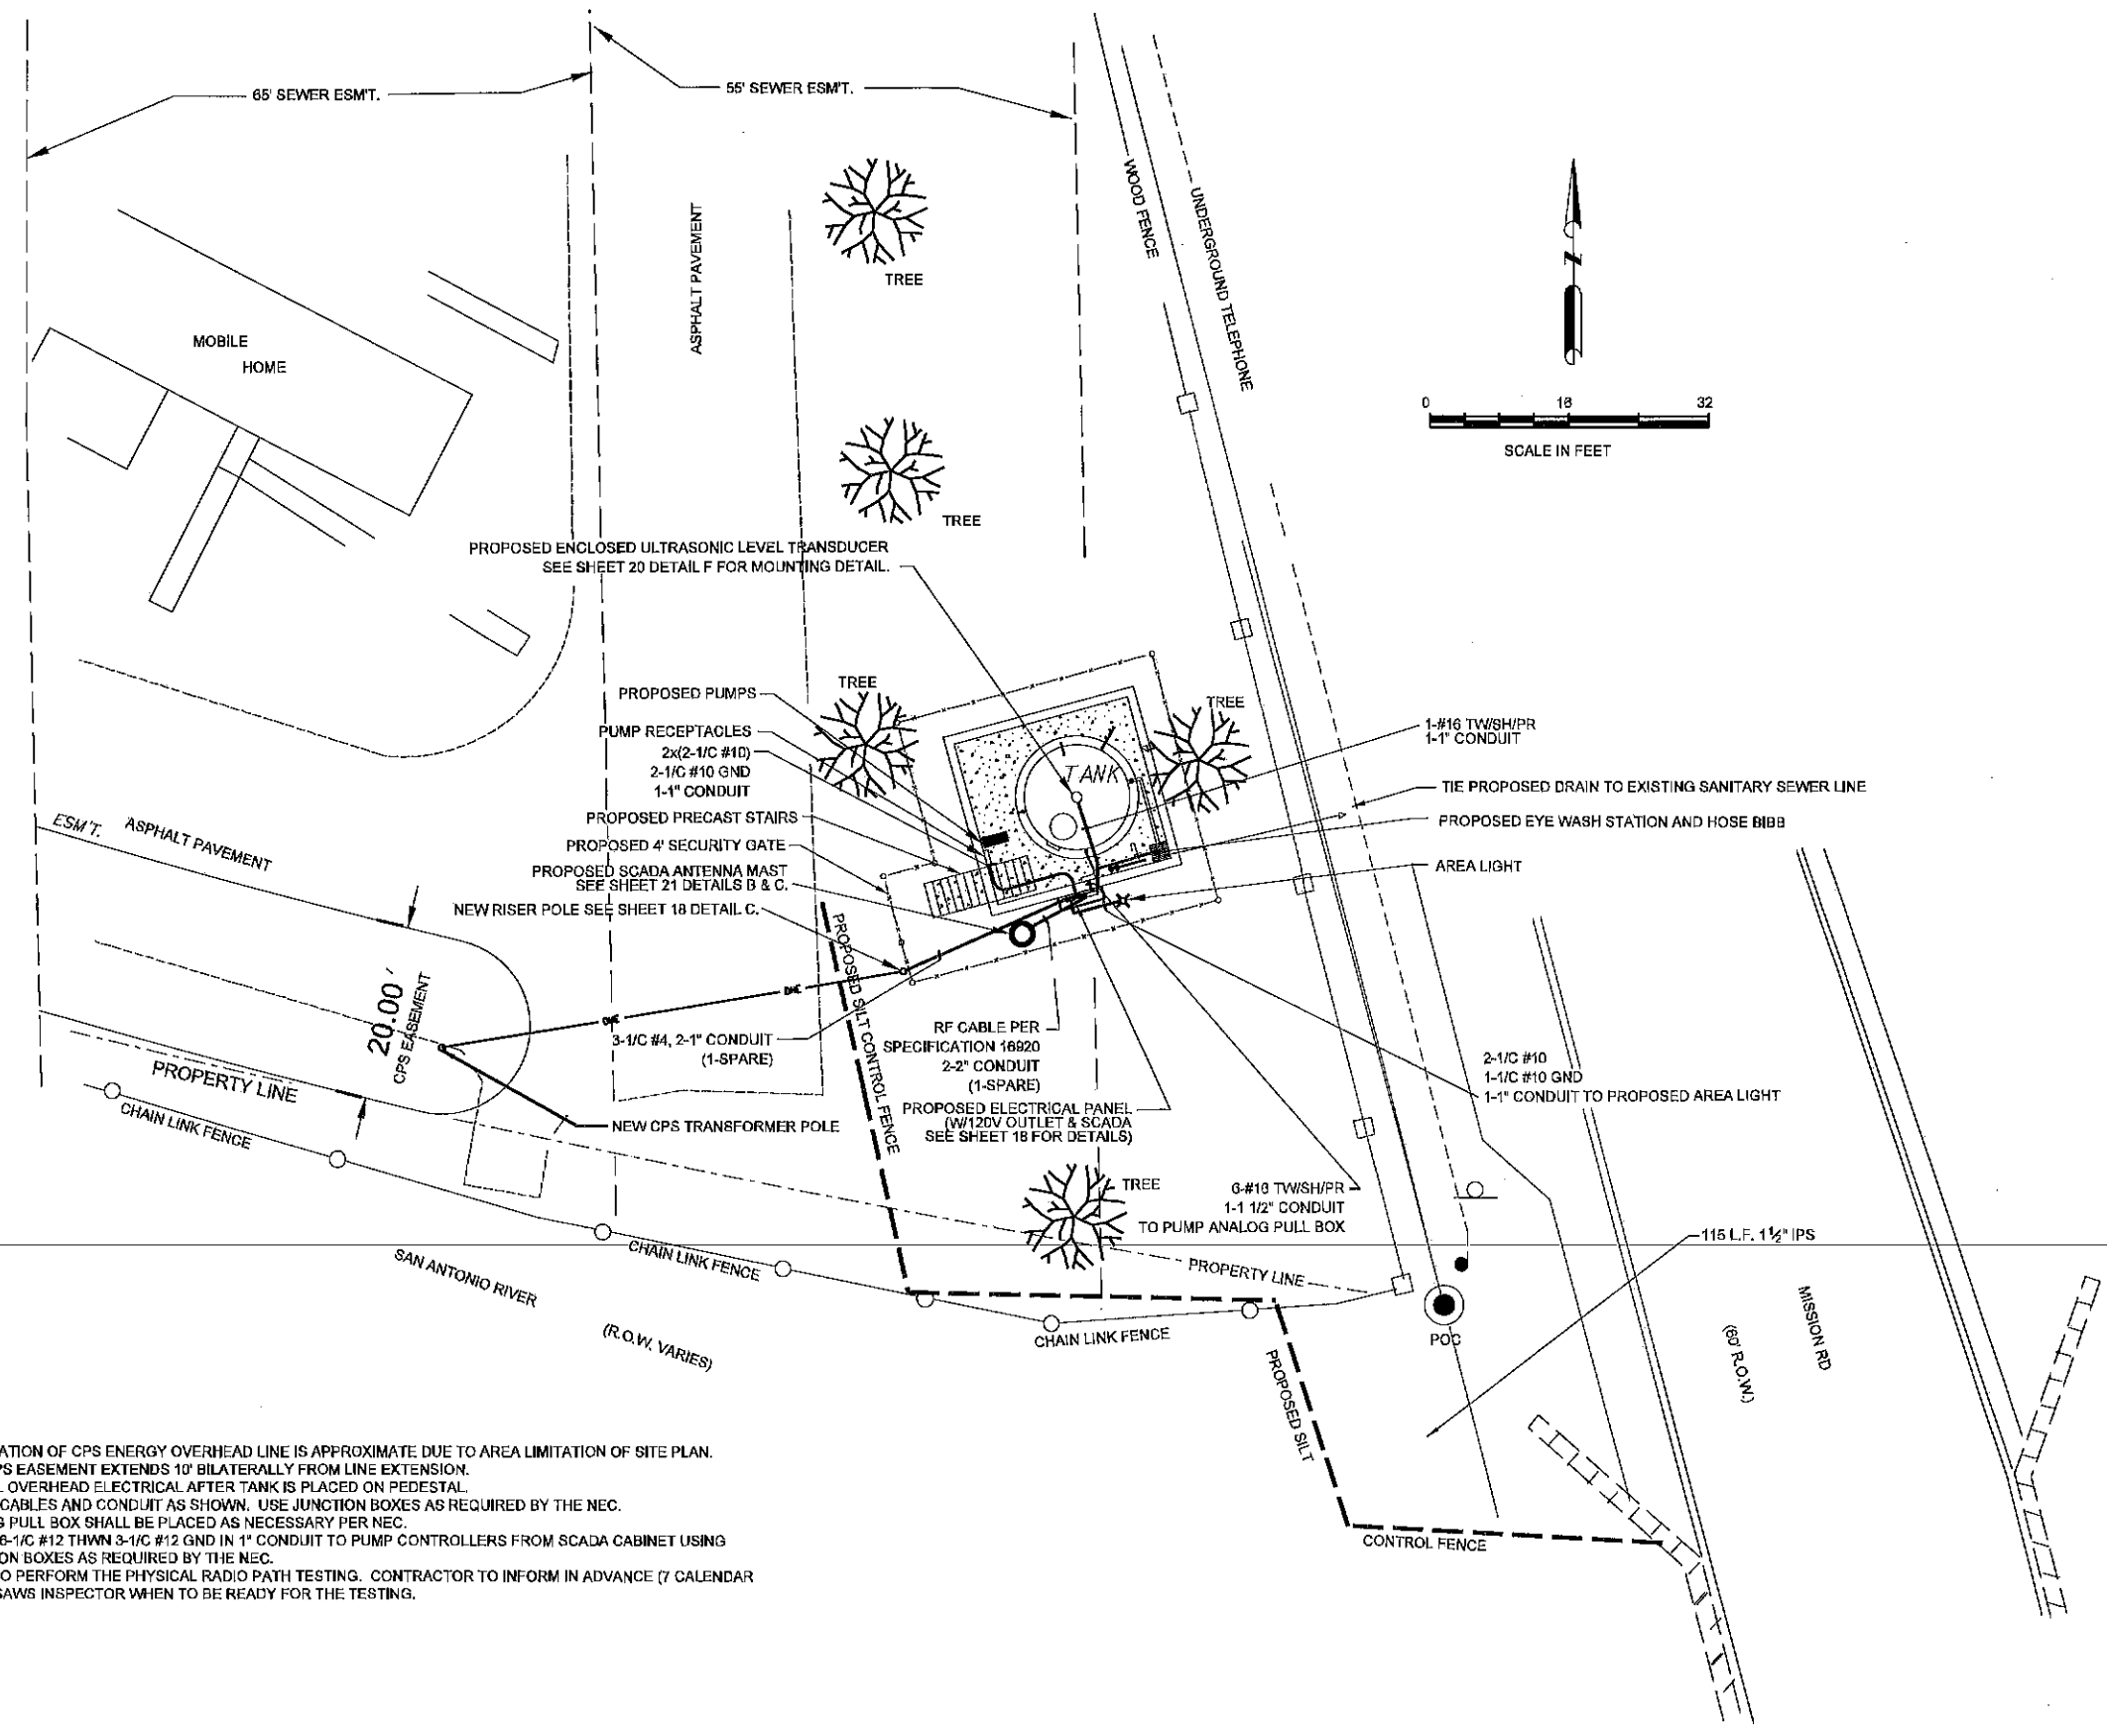 65' SEWER ESM'T.
55' SEWER ESM'T.
WOOD FENCE
UNDERGROUND TELEPHONE
ASPHALT PAVEMENT
TREE
N
MOBILE
HOME
0 16 32
SCALE IN FEET
TREE
PROPOSED ENCLOSED ULTRASONIC LEVEL TRANSDUCER
SEE SHEET 20 DETAIL F FOR MOUNTING DETAIL.
TREE
PROPOSED PUMPS
TREE
PUMP RECEPTACLES
2x(2-1/C #10)
2-1/C #10 GND
1-1" CONDUIT
TANK
1-#16 TW/SH/PR
1-1" CONDUIT
TIE PROPOSED DRAIN TO EXISTING SANITARY SEWER LINE
PROPOSED PRECAST STAIRS
PROPOSED EYE WASH STATION AND HOSE BIBB
PROPOSED 4' SECURITY GATE
AREA LIGHT
PROPOSED SCADA ANTENNA MAST
SEE SHEET 21 DETAILS B & C.
NEW RISER POLE SEE SHEET 18 DETAIL C.
ESM'T.
ASPHALT PAVEMENT
PROPOSED SILT CONTROL FENCE
OHE
OHE
20.00 '
CPS EASEMENT
3-1/C #4, 2-1" CONDUIT
(1-SPARE)
RF CABLE PER
SPECIFICATION 16920
2-2" CONDUIT
(1-SPARE)
2-1/C #10
1-1/C #10 GND
1-1" CONDUIT TO PROPOSED AREA LIGHT
PROPERTY LINE
CHAIN LINK FENCE
NEW CPS TRANSFORMER POLE
PROPOSED ELECTRICAL PANEL
(W/120V OUTLET & SCADA
SEE SHEET 18 FOR DETAILS)
TREE
6-#16 TW/SH/PR
1-1 1/2" CONDUIT
TO PUMP ANALOG PULL BOX
115 L.F. 1½" IPS
SAN ANTONIO RIVER
(R.O.W. VARIES)
CHAIN LINK FENCE
PROPERTY LINE
CHAIN LINK FENCE
POC
MISSION RD
(60' R.O.W.)
PROPOSED SILT
CONTROL FENCE
ATION OF CPS ENERGY OVERHEAD LINE IS APPROXIMATE DUE TO AREA LIMITATION OF SITE PLAN.
PS EASEMENT EXTENDS 10' BILATERALLY FROM LINE EXTENSION.
L OVERHEAD ELECTRICAL AFTER TANK IS PLACED ON PEDESTAL.
CABLES AND CONDUIT AS SHOWN. USE JUNCTION BOXES AS REQUIRED BY THE NEC.
G PULL BOX SHALL BE PLACED AS NECESSARY PER NEC.
6-1/C #12 THWN 3-1/C #12 GND IN 1" CONDUIT TO PUMP CONTROLLERS FROM SCADA CABINET USING
ON BOXES AS REQUIRED BY THE NEC.
O PERFORM THE PHYSICAL RADIO PATH TESTING. CONTRACTOR TO INFORM IN ADVANCE (7 CALENDAR
SAWS INSPECTOR WHEN TO BE READY FOR THE TESTING.